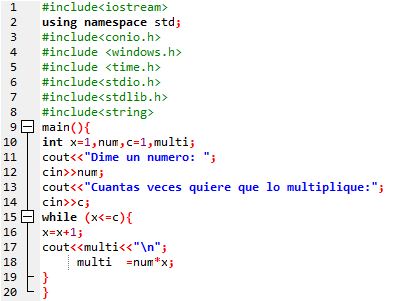 1 #include<iostream>
2 using namespace std;
3 #include<conio.h>
4 #include <windows.h>
5 #include <time.h>
6 #include<stdio.h>
7 #include<stdlib.h>
8 #include<string>
9 main(){
10 int x=1,num,c=1,multi;
11 cout<<"Dime un numero: ";
12 cin>>num;
13 cout<<"Cuantas veces quiere que lo multiplique:";
14 cin>>c;
15 while (x<=c){
16 x=x+1;
17 cout<<multi<<"\n";
18 multi =num*x;
19 }
20 }